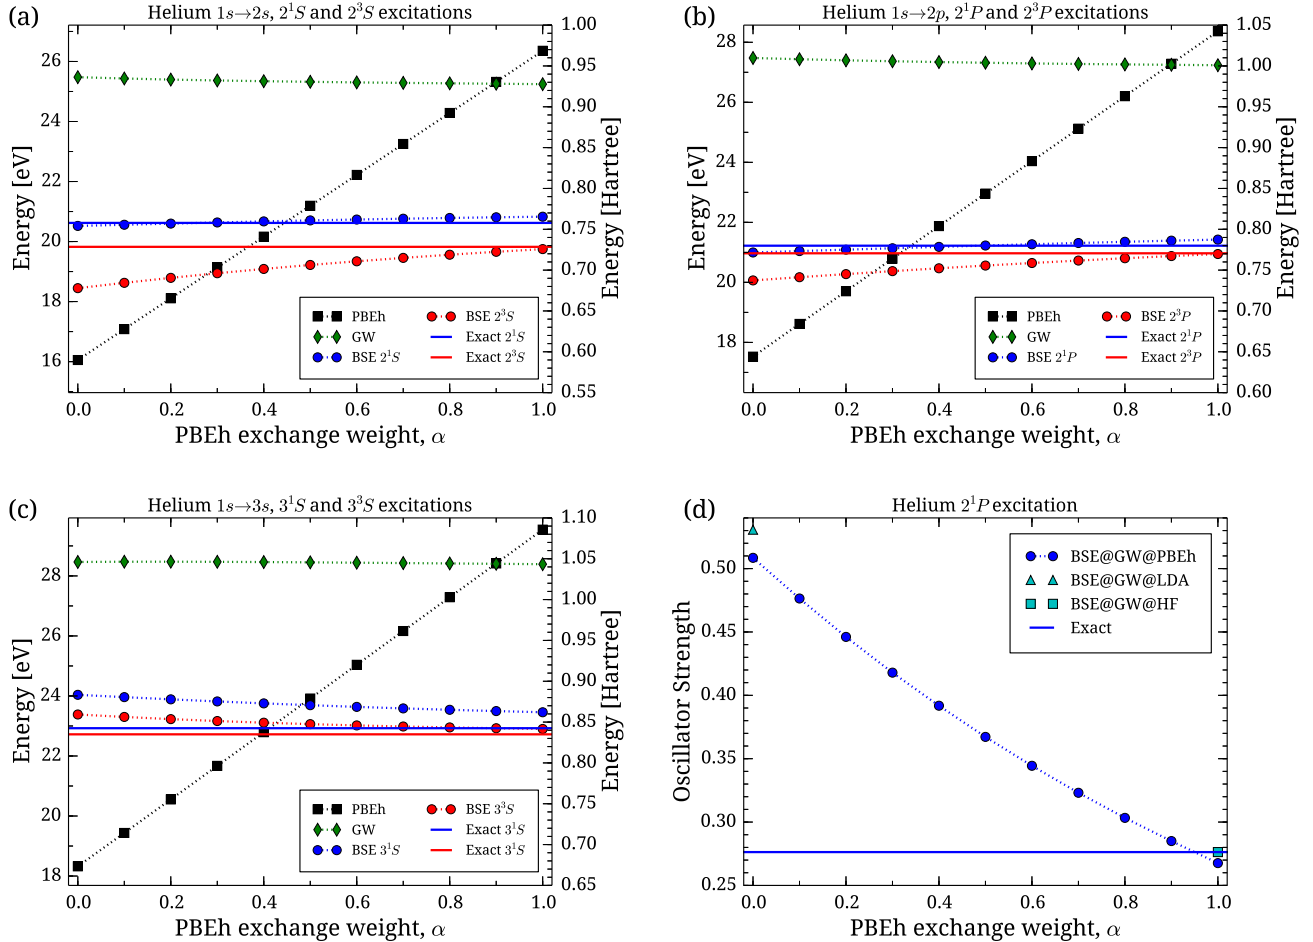 (a)
Helium 1s→2s, 2¹S and 2³S excitations
Energy [eV]
26
24
22
20
18
16
1.00
0.95
0.90
0.85
0.80
0.75
0.70
0.65
0.60
0.55
Energy [Hartree]
PBEh
GW
BSE 2¹S
BSE 2³S
Exact 2¹S
Exact 2³S
0.0 0.2 0.4 0.6 0.8 1.0
PBEh exchange weight, α
(b)
Helium 1s→2p, 2¹P and 2³P excitations
Energy [eV]
28
26
24
22
20
18
1.05
1.00
0.95
0.90
0.85
0.80
0.75
0.70
0.65
0.60
Energy [Hartree]
PBEh
GW
BSE 2¹P
BSE 2³P
Exact 2¹P
Exact 2³P
0.0 0.2 0.4 0.6 0.8 1.0
PBEh exchange weight, α
(c)
Helium 1s→3s, 3¹S and 3³S excitations
Energy [eV]
28
26
24
22
20
18
1.10
1.05
1.00
0.95
0.90
0.85
0.80
0.75
0.70
0.65
Energy [Hartree]
PBEh
GW
BSE 3¹S
BSE 3³S
Exact 3¹S
Exact 3¹S
0.0 0.2 0.4 0.6 0.8 1.0
PBEh exchange weight, α
(d)
Helium 2¹P excitation
Oscillator Strength
0.50
0.45
0.40
0.35
0.30
0.25
BSE@GW@PBEh
BSE@GW@LDA
BSE@GW@HF
Exact
0.0 0.2 0.4 0.6 0.8 1.0
PBEh exchange weight, α